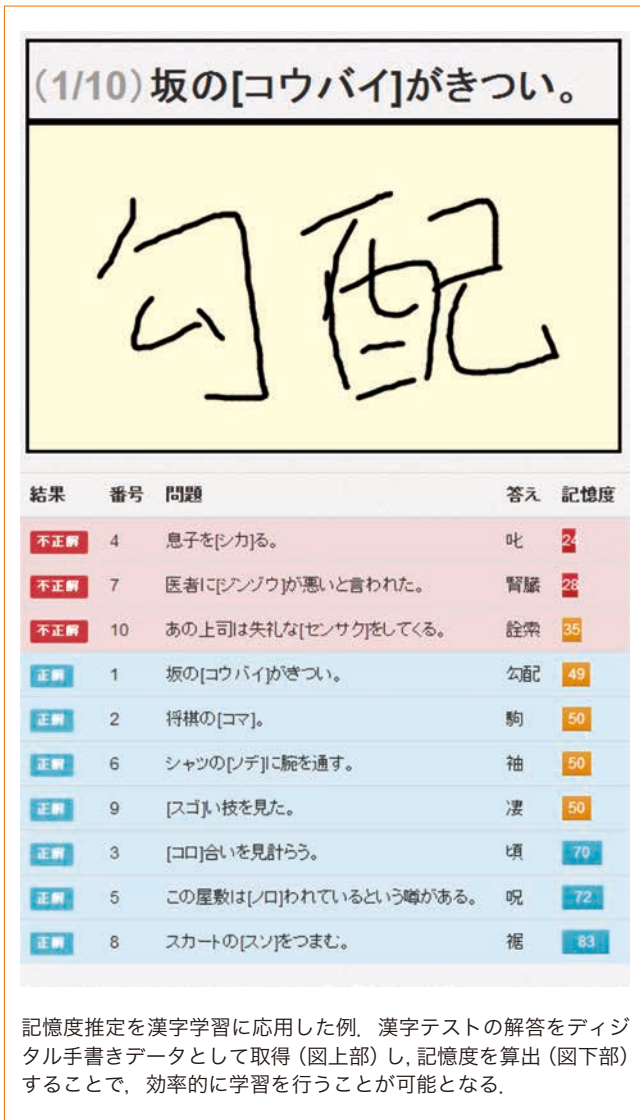 (1/10)坂の[コウバイ]がきつい。
勾配
結果 番号 問題 答え 記憶度
不正解 4 息子を[シカ]る。 叱 24
不正解 7 医者に[ジンゾウ]が悪いと言われた。 腎臓 28
不正解 10 あの上司は失礼な[センサク]をしてくる。 詮索 35
正解 1 坂の[コウバイ]がきつい。 勾配 49
正解 2 将棋の[コマ]。 駒 50
正解 6 シャツの[ソデ]に腕を通す。 袖 50
正解 9 [スゴ]い技を見た。 凄 50
正解 3 [コロ]合いを見計らう。 頃 70
正解 5 この屋敷は[ノロ]われているという噂がある。 呪 72
正解 8 スカートの[スソ]をつまむ。 裾 83
記憶度推定を漢字学習に応用した例．漢字テストの解答をディジ
タル手書きデータとして取得（図上部）し，記憶度を算出（図下部）
することで，効率的に学習を行うことが可能となる．